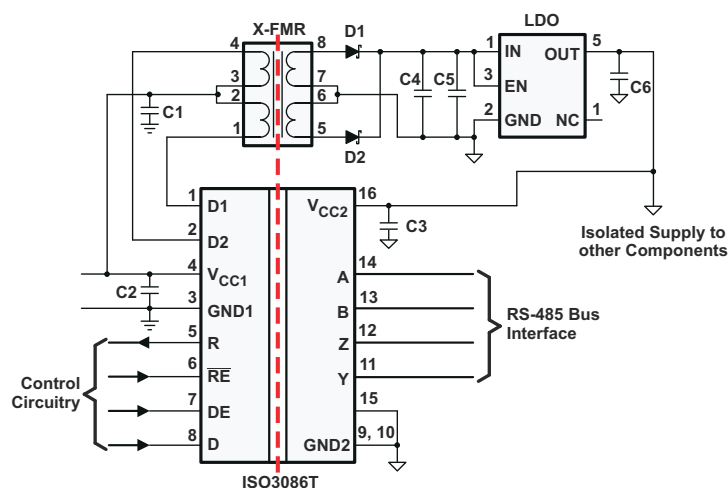 X-FMR
D1
LDO
4
8
1
IN
OUT
5
3
7
C4
C5
3
EN
C6
C1
2
6
2
GND
NC
1
1
5
D2
1
D1
16
VCC2
2
D2
C3
Isolated Supply to
other Components
4
VCC1
14
A
C2
3
GND1
13
B
RS-485 Bus
Interface
5
R
12
Z
6
RE
11
Y
Control
Circuitry
7
DE
15
8
D
9, 10
GND2
ISO3086T